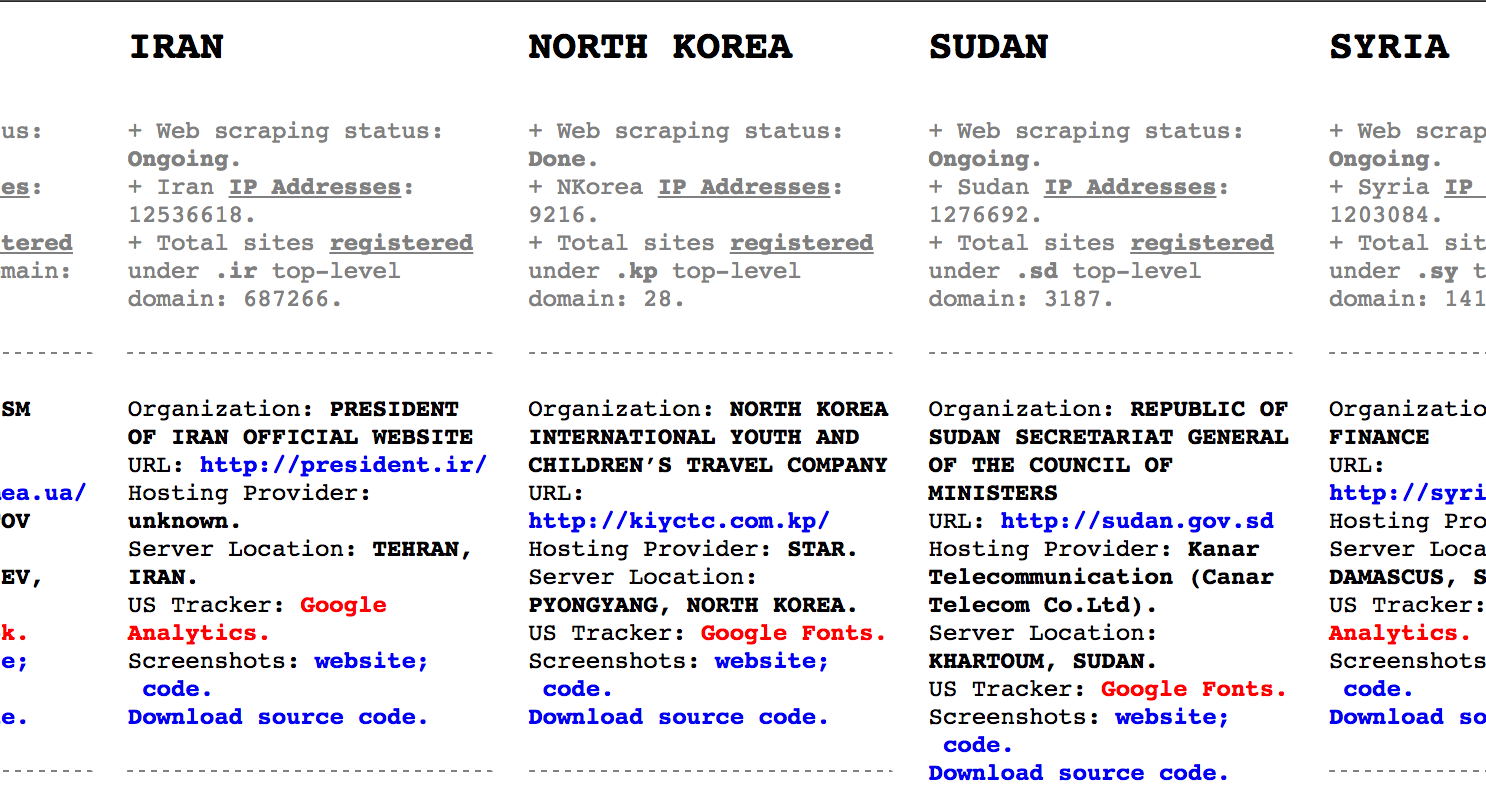 IRAN
+ Web scraping status:
Ongoing.
+ Iran IP Addresses:
12536618.
+ Total sites registered
under .ir top-level
domain: 687266.
Organization: PRESIDENT
OF IRAN OFFICIAL WEBSITE
URL: http://president.ir/
Hosting Provider:
unknown.
Server Location: TEHRAN,
IRAN.
US Tracker: Google
Analytics.
Screenshots: website;
code.
Download source code.
NORTH KOREA
+ Web scraping status:
Done.
+ NKorea IP Addresses:
9216.
+ Total sites registered
under .kp top-level
domain: 28.
Organization: NORTH KOREA
INTERNATIONAL YOUTH AND
CHILDREN’S TRAVEL COMPANY
URL:
http://kiyctc.com.kp/
Hosting Provider: STAR.
Server Location:
PYONGYANG, NORTH KOREA.
US Tracker: Google Fonts.
Screenshots: website;
code.
Download source code.
SUDAN
+ Web scraping status:
Ongoing.
+ Sudan IP Addresses:
1276692.
+ Total sites registered
under .sd top-level
domain: 3187.
Organization: REPUBLIC OF
SUDAN SECRETARIAT GENERAL
OF THE COUNCIL OF
MINISTERS
URL: http://sudan.gov.sd
Hosting Provider: Kanar
Telecommunication (Canar
Telecom Co.Ltd).
Server Location:
KHARTOUM, SUDAN.
US Tracker: Google Fonts.
Screenshots: website;
code.
Download source code.
SYRIA
+ Web scrap
Ongoing.
+ Syria IP
1203084.
+ Total sit
under .sy t
domain: 141
Organizatio
FINANCE
URL:
http://syri
Hosting Pro
Server Loca
DAMASCUS, S
US Tracker:
Analytics.
Screenshots
code.
Download so